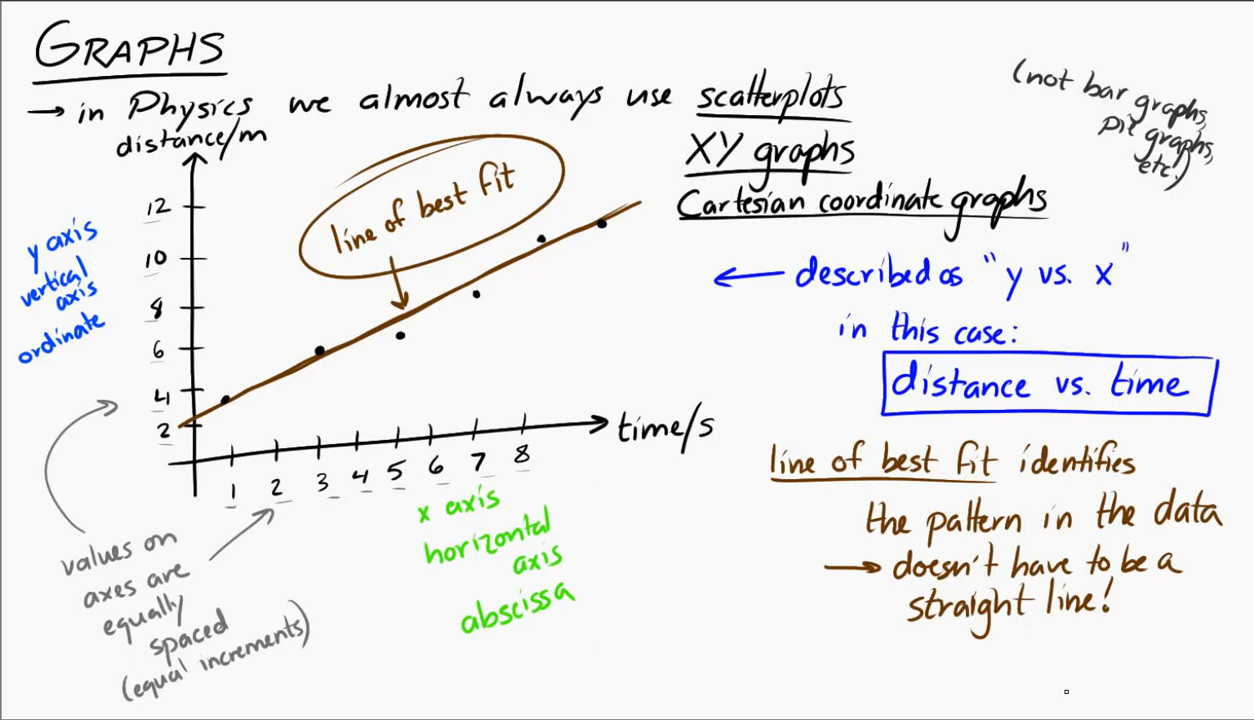 GRAPHS
→ in Physics we almost always use scatterplots
XY graphs
Cartesian coordinate graphs
(not bar graphs,
pie graphs,
etc.)
distance/m
12
10
8
6
4
2
y axis
vertical
axis
ordinate
line of best fit
time/s
1 2 3 4 5 6 7 8
x axis
horizontal
axis
abscissa
values on
axes are
equally
spaced
(equal increments)
← described as "y vs. x"
in this case:
distance vs. time
line of best fit identifies
the pattern in the data
→ doesn't have to be a
straight line!